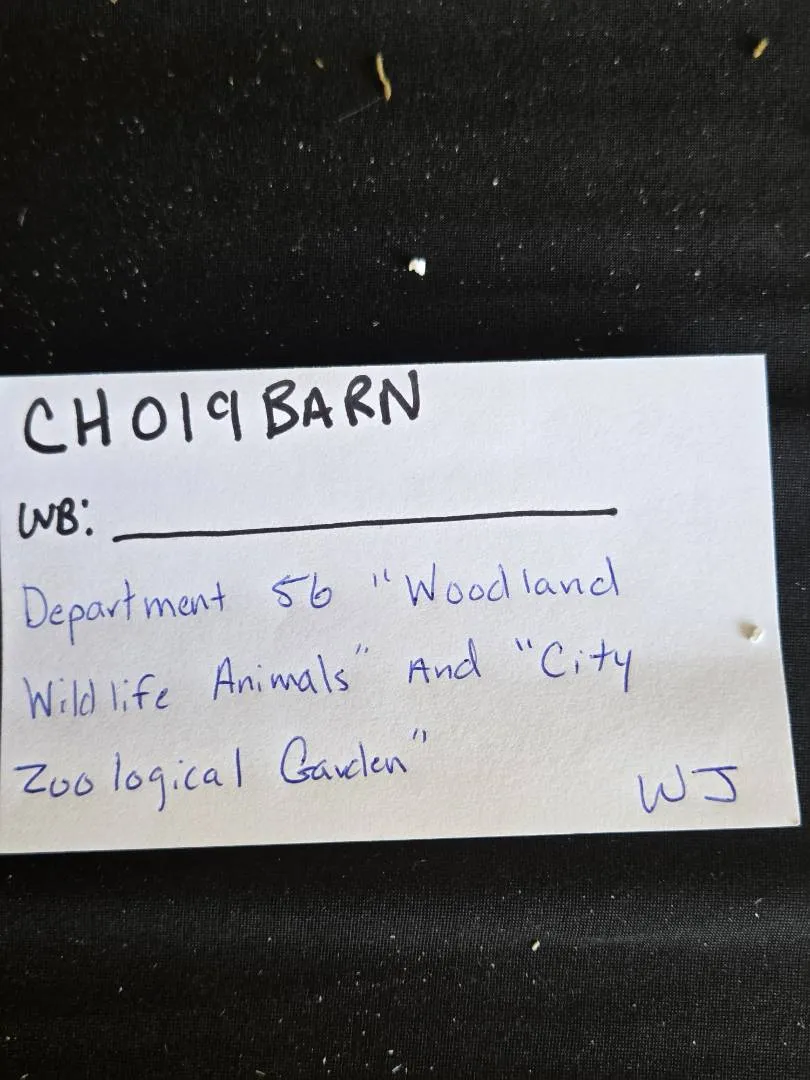 CH019BARN
WB:
Department 56 "Woodland
Wildlife Animals" And "City
Zoological Garden"
WJ